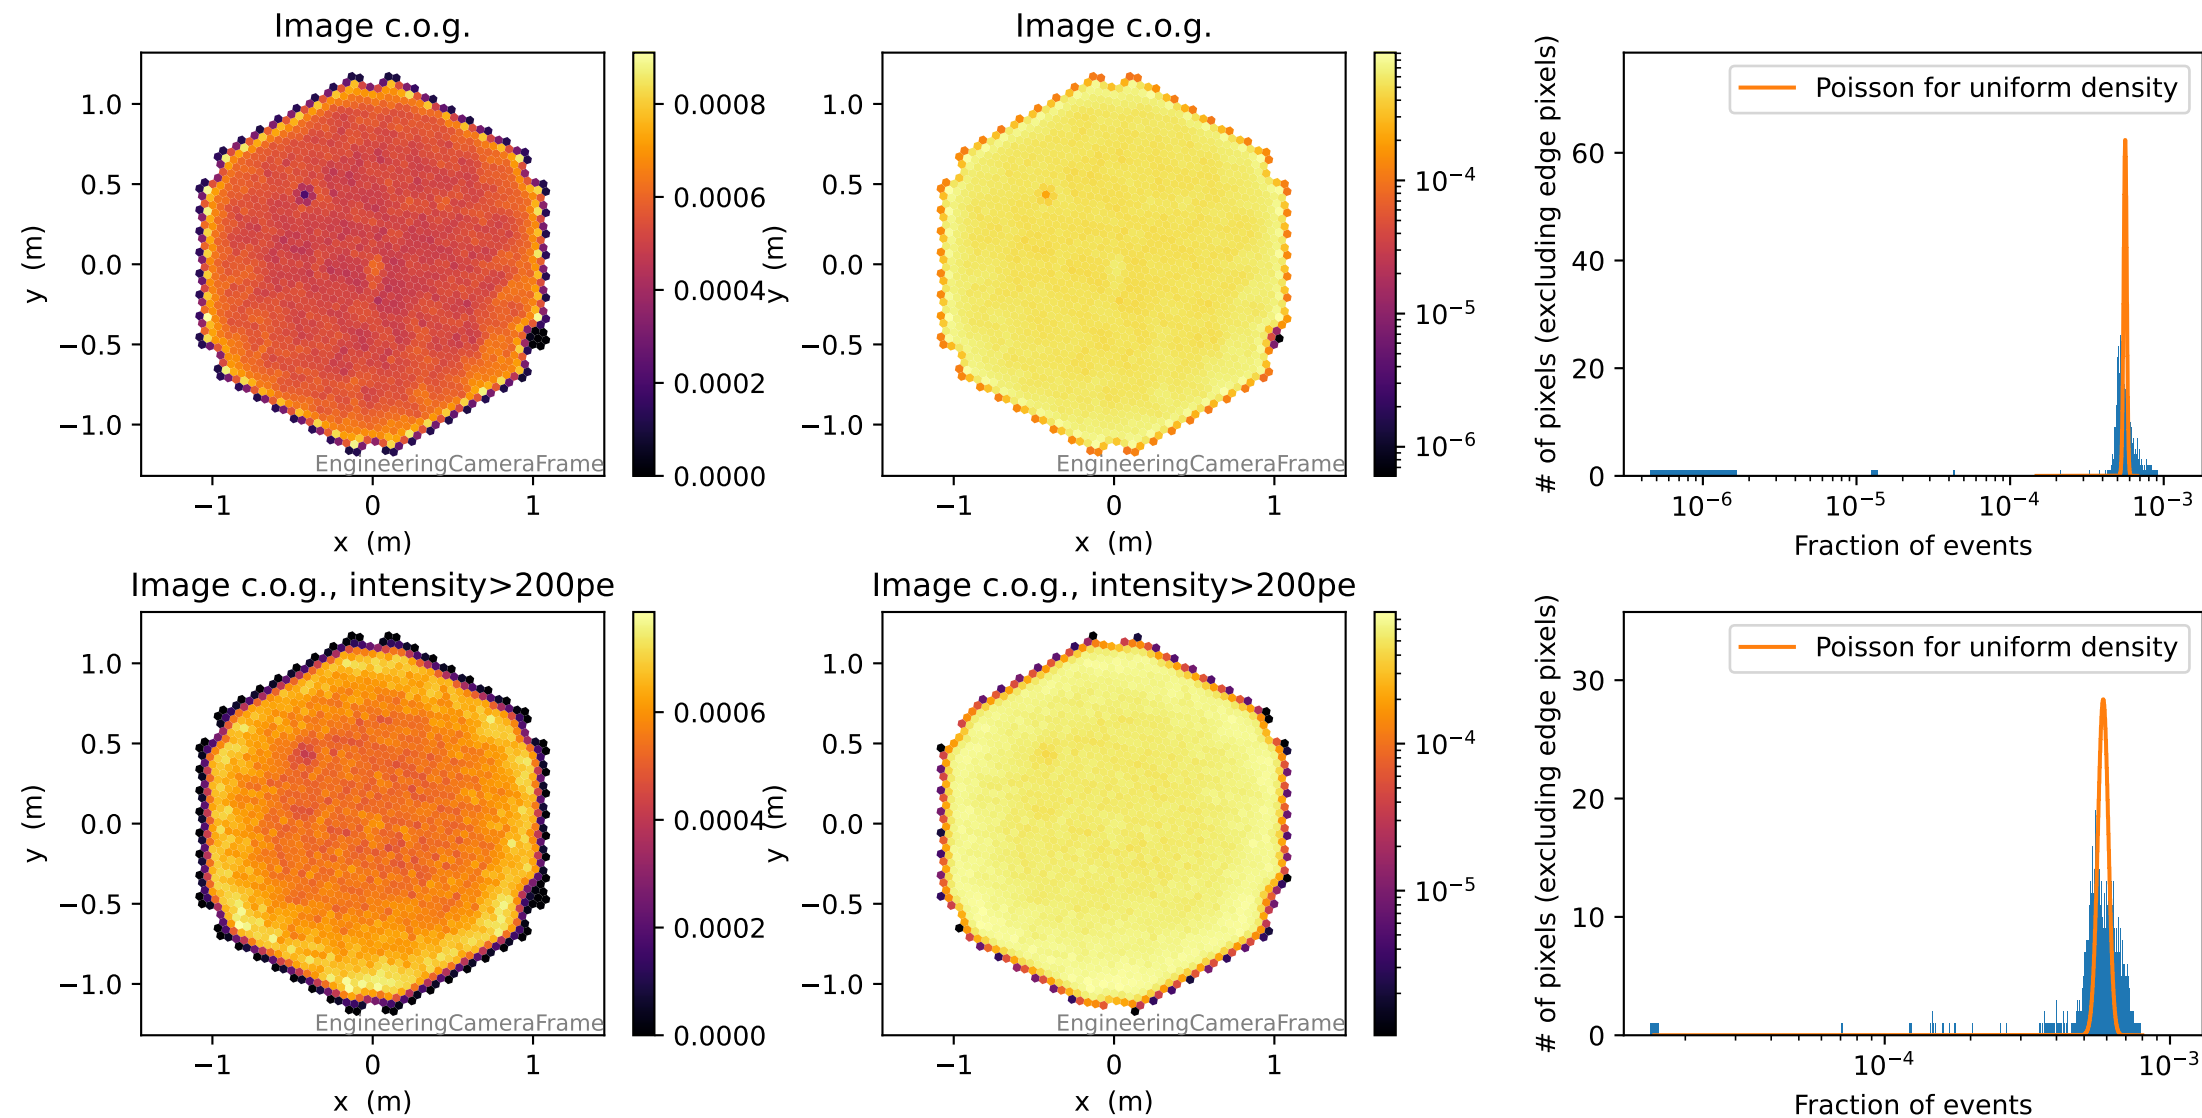 Image c.o.g.
1.0
0.5
0.0
−0.5
−1.0
y (m)
−1
0
1
x (m)
EngineeringCameraFrame
0.0008
0.0006
0.0004
0.0002
0.0000
Image c.o.g.
1.0
0.5
0.0
−0.5
−1.0
y (m)
−1
0
1
x (m)
EngineeringCameraFrame
10⁻⁴
10⁻⁵
10⁻⁶
Poisson for uniform density
# of pixels (excluding edge pixels)
60
40
20
0
10⁻⁶
10⁻⁵
10⁻⁴
10⁻³
Fraction of events
Image c.o.g., intensity>200pe
1.0
0.5
0.0
−0.5
−1.0
y (m)
−1
0
1
x (m)
EngineeringCameraFrame
0.0006
0.0004
0.0002
0.0000
Image c.o.g., intensity>200pe
1.0
0.5
0.0
−0.5
−1.0
y (m)
−1
0
1
x (m)
EngineeringCameraFrame
10⁻⁴
10⁻⁵
Poisson for uniform density
# of pixels (excluding edge pixels)
30
20
10
0
10⁻⁴
10⁻³
Fraction of events